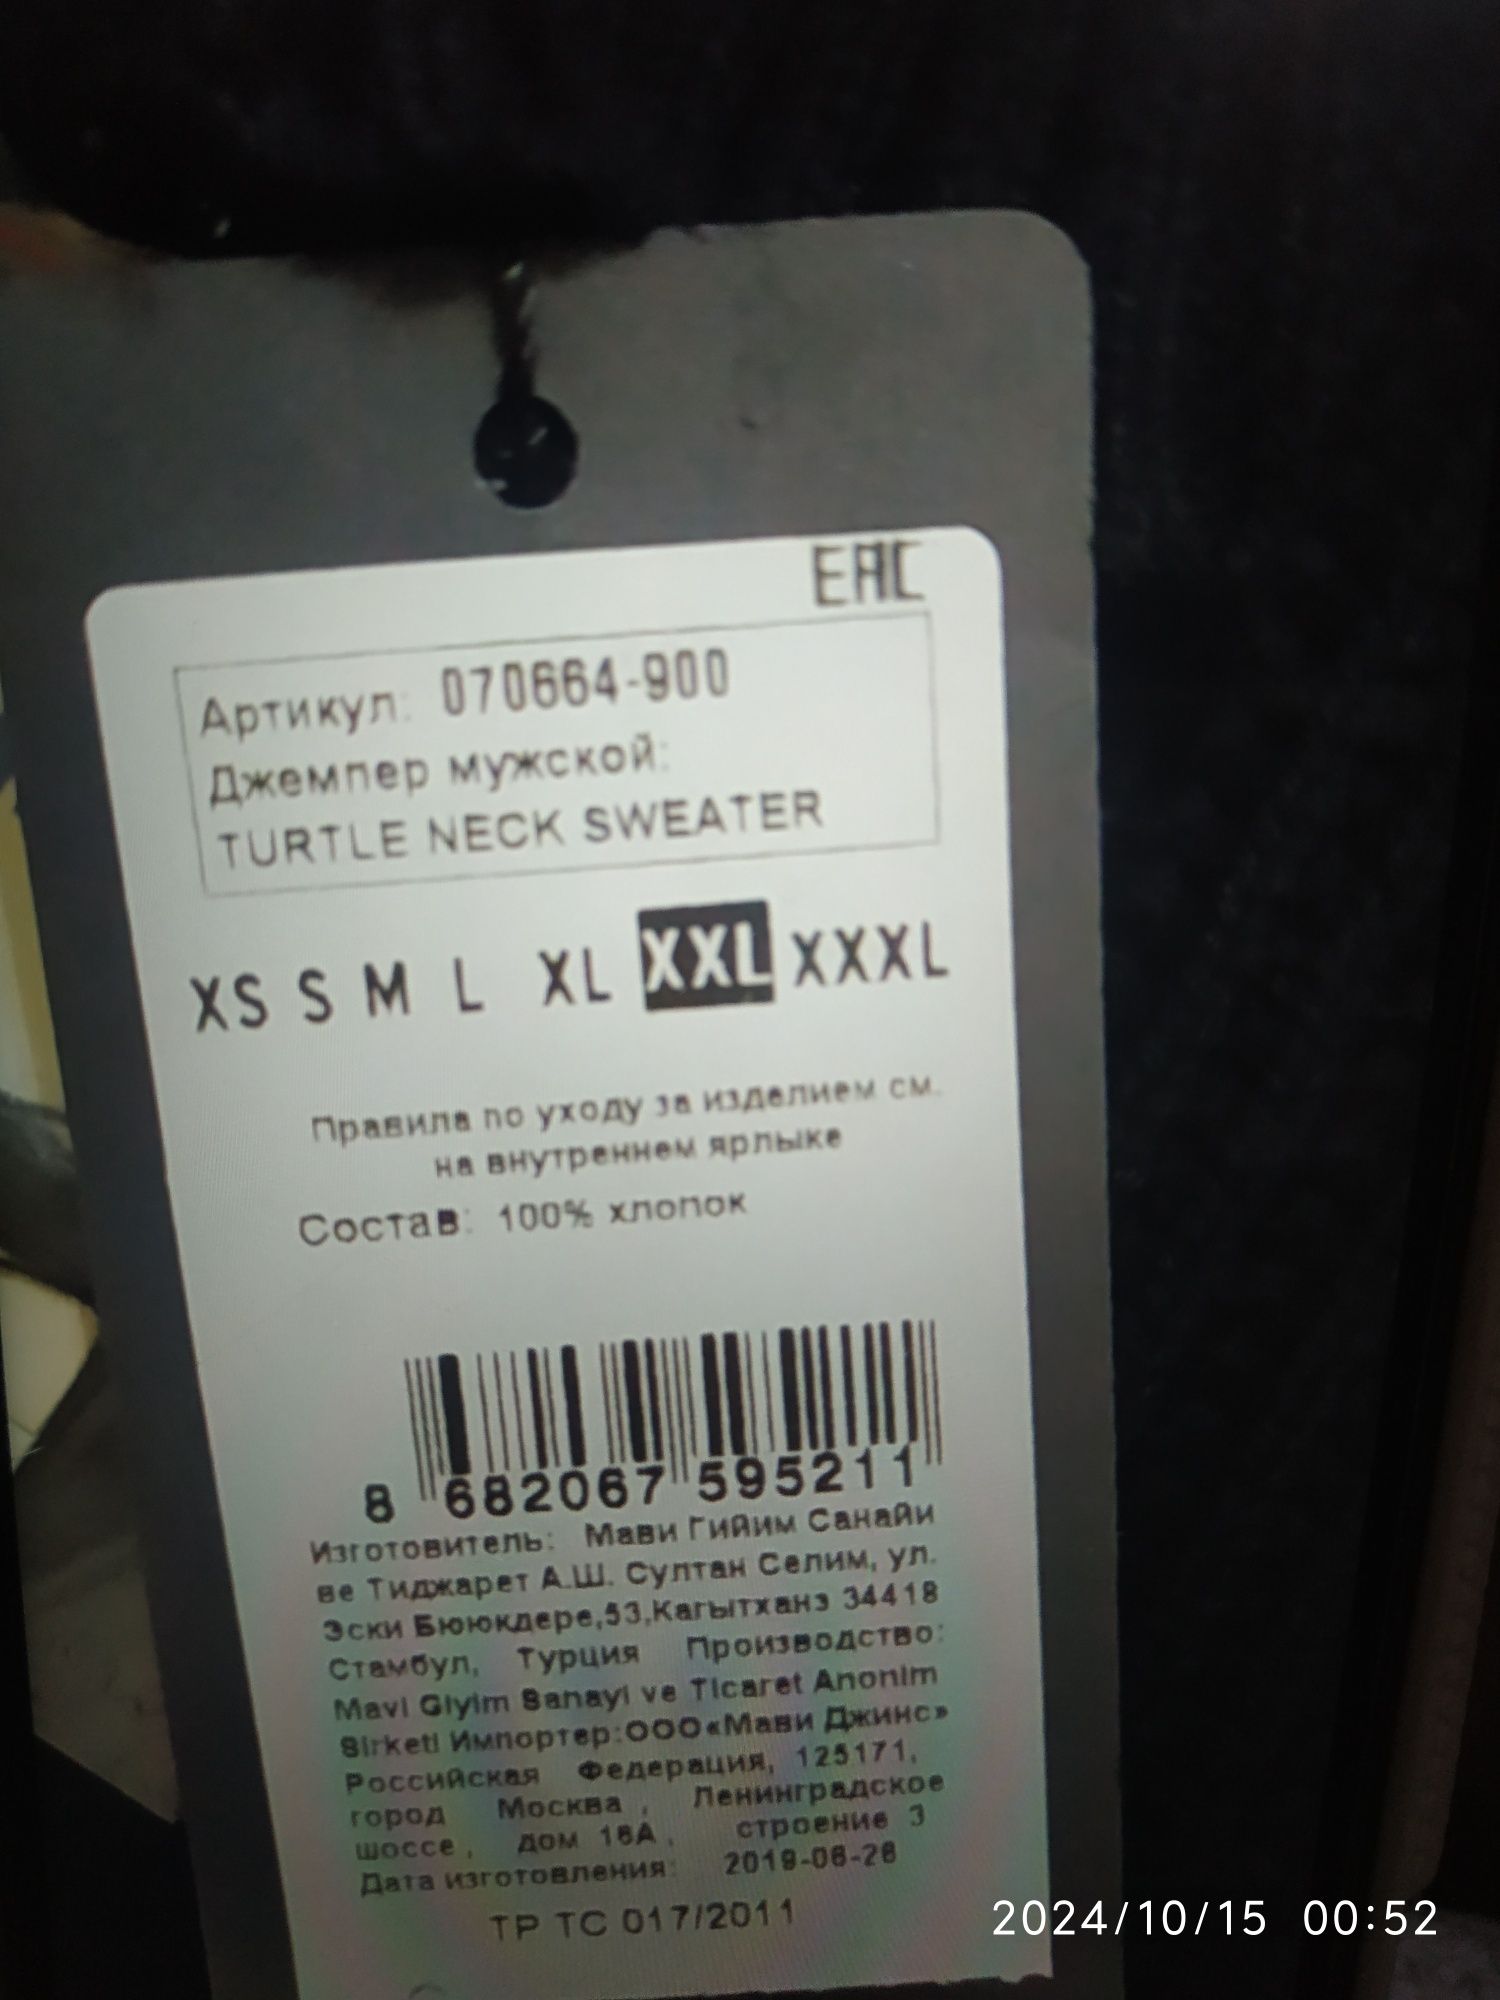 EAC
Артикул: 070664-900
Джемпер мужской:
TURTLE NECK SWEATER
XS S M L XL XXL XXXL
Правила по уходу за изделием см.
на внутреннем ярлыке
Состав: 100% хлопок
8 682067 595211
Изготовитель: Мави Гийим Санайи
ве Тиджарет А.Ш. Султан Селим, ул.
Эски Бююкдере,53,Кагытханэ 34418
Стамбул, Турция Производство:
Mavi Giyim Sanayi ve Ticaret Anonim
Sirketi Импортер:ООО«Мави Джинс»
Российская Федерация, 125171,
город Москва , Ленинградское
шоссе , дом 16А , строение 3
Дата изготовления: 2019-06-26
ТР ТС 017/2011
2024/10/15 00:52